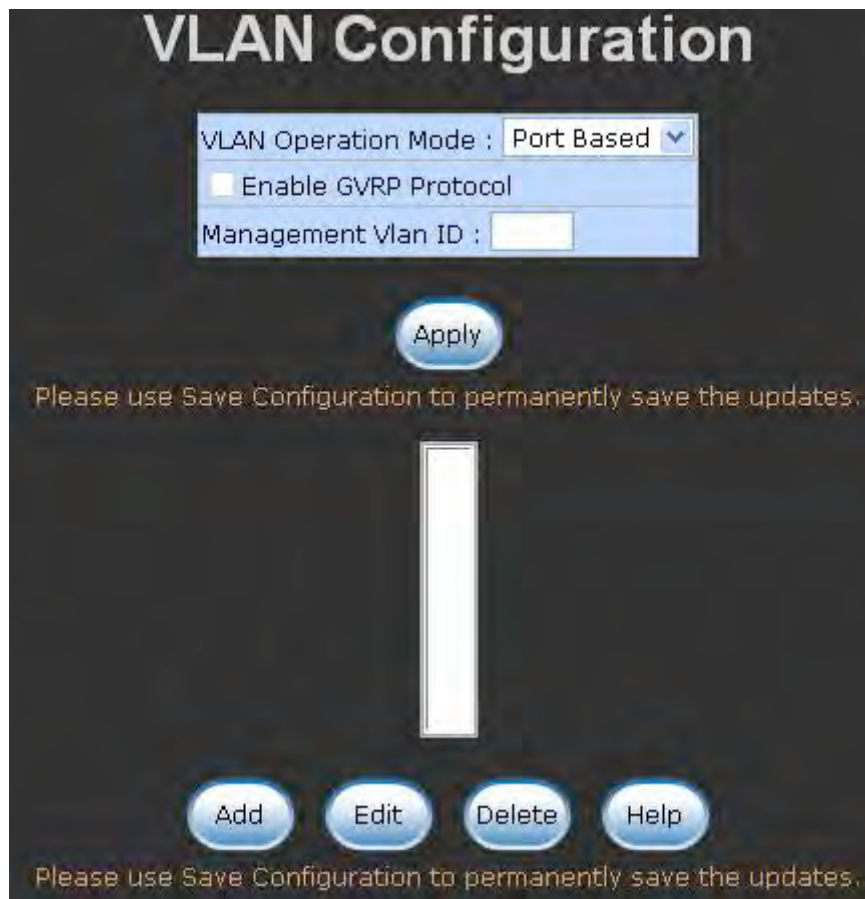 VLAN Configuration
VLAN Operation Mode : Port Based
Enable GVRP Protocol
Management Vlan ID :
Apply
Please use Save Configuration to permanently save the updates.
Add Edit Delete Help
Please use Save Configuration to permanently save the updates.